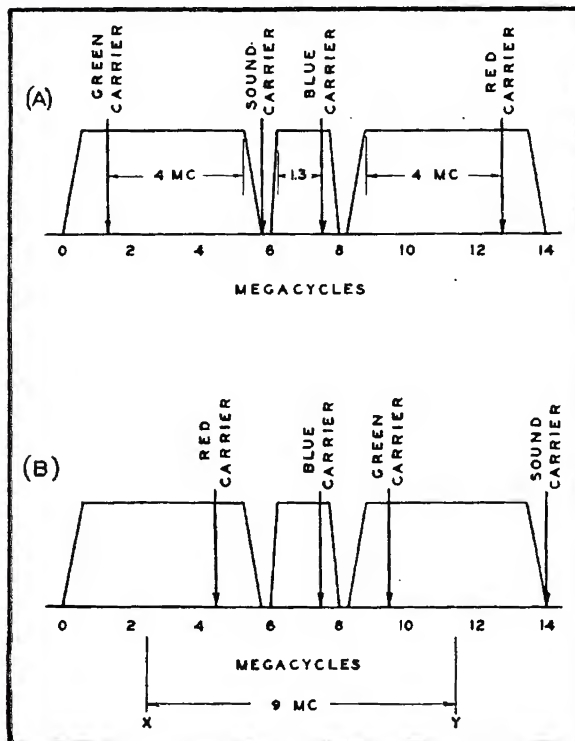 (A)
GREEN CARRIER
SOUND-CARRIER
BLUE CARRIER
RED CARRIER
4 MC
1.3
4 MC
0 2 4 6 8 10 12 14
MEGACYCLES
(B)
RED CARRIER
BLUE CARRIER
GREEN CARRIER
SOUND CARRIER
0 2 4 6 8 10 12 14
MEGACYCLES
9 MC
X Y